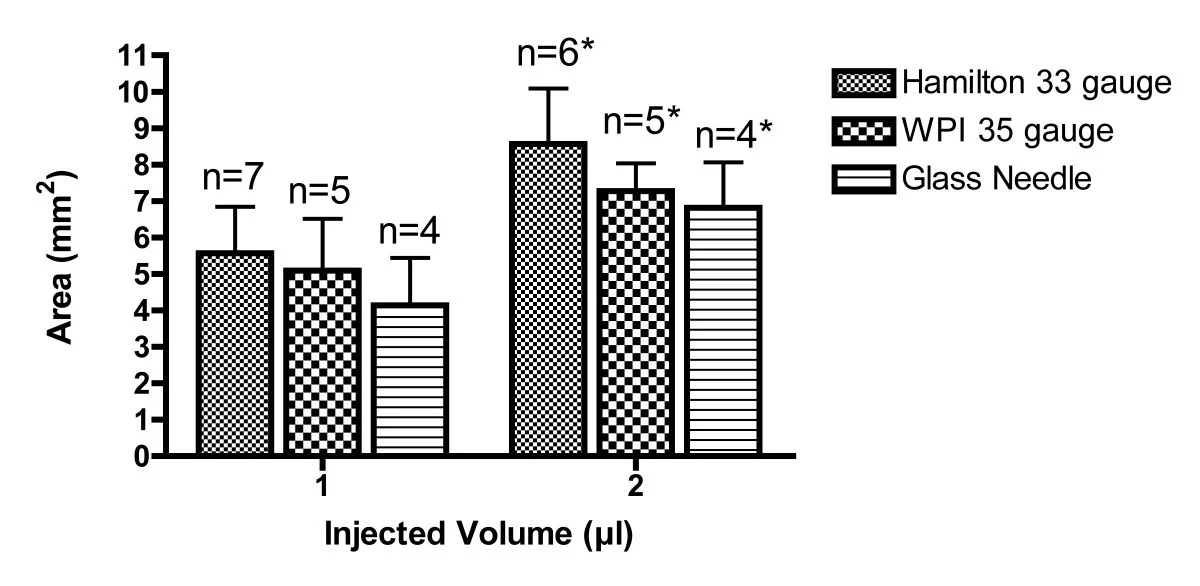 11
10
9
8
7
6
5
4
3
2
1
0
Area (mm²)
n=7
n=5
n=4
n=6*
n=5*
n=4*
1
2
Injected Volume (µl)
Hamilton 33 gauge
WPI 35 gauge
Glass Needle